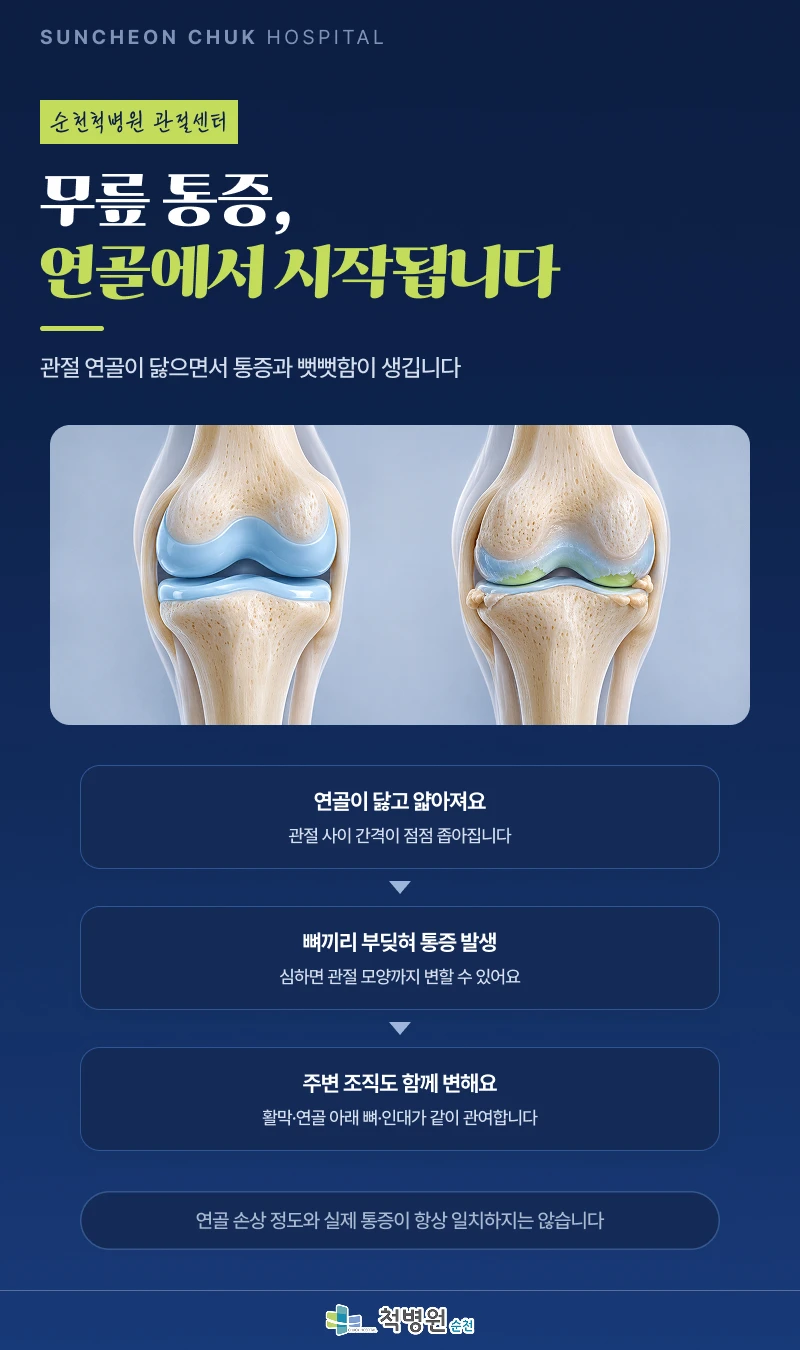 SUNCHEON CHUK HOSPITAL
순천척병원 관절센터
무릎 통증,
연골에서 시작됩니다
관절 연골이 닳으면서 통증과 뻣뻣함이 생깁니다
연골이 닳고 얇아져요
관절 사이 간격이 점점 좁아집니다
뼈끼리 부딪혀 통증 발생
심하면 관절 모양까지 변할 수 있어요
주변 조직도 함께 변해요
활막·연골 아래 뼈·인대가 같이 관여합니다
연골 손상 정도와 실제 통증이 항상 일치하지는 않습니다
척병원 순천